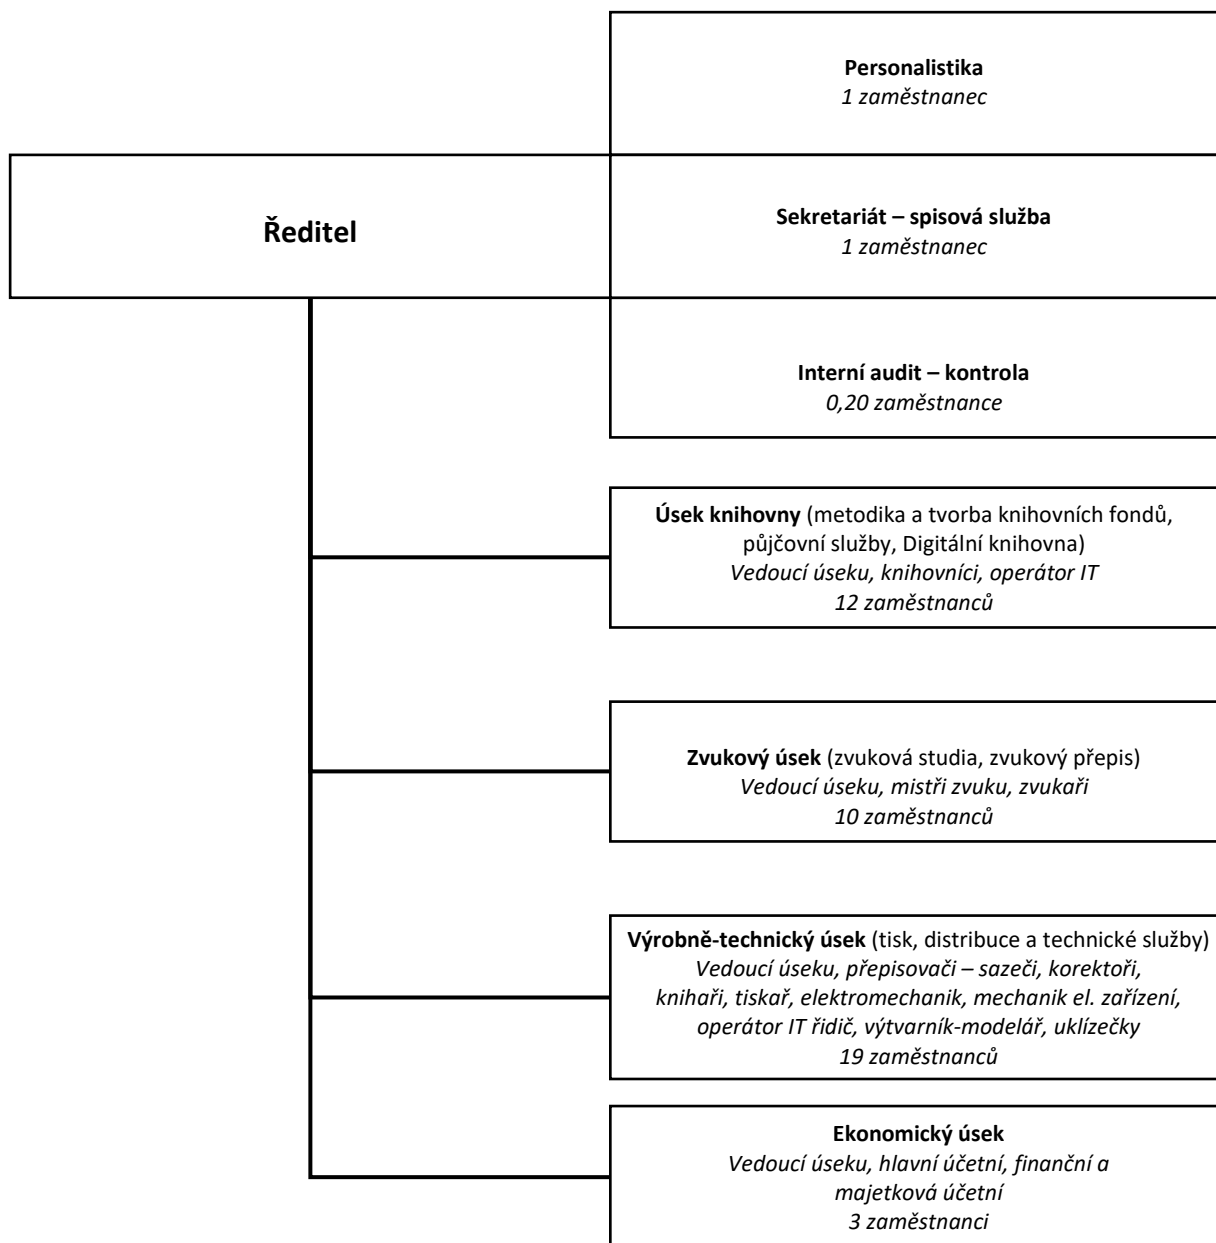 Personalistika
1 zaměstnanec
Ředitel
Sekretariát – spisová služba
1 zaměstnanec
Interní audit – kontrola
0,20 zaměstnance
Úsek knihovny (metodika a tvorba knihovních fondů,
půjčovní služby, Digitální knihovna)
Vedoucí úseku, knihovníci, operátor IT
12 zaměstnanců
Zvukový úsek (zvuková studia, zvukový přepis)
Vedoucí úseku, mistři zvuku, zvukaři
10 zaměstnanců
Výrobně-technický úsek (tisk, distribuce a technické služby)
Vedoucí úseku, přepisovači – sazeči, korektoři,
knihaři, tiskař, elektromechanik, mechanik el. zařízení,
operátor IT řidič, výtvarník-modelář, uklízečky
19 zaměstnanců
Ekonomický úsek
Vedoucí úseku, hlavní účetní, finanční a
majetková účetní
3 zaměstnanci